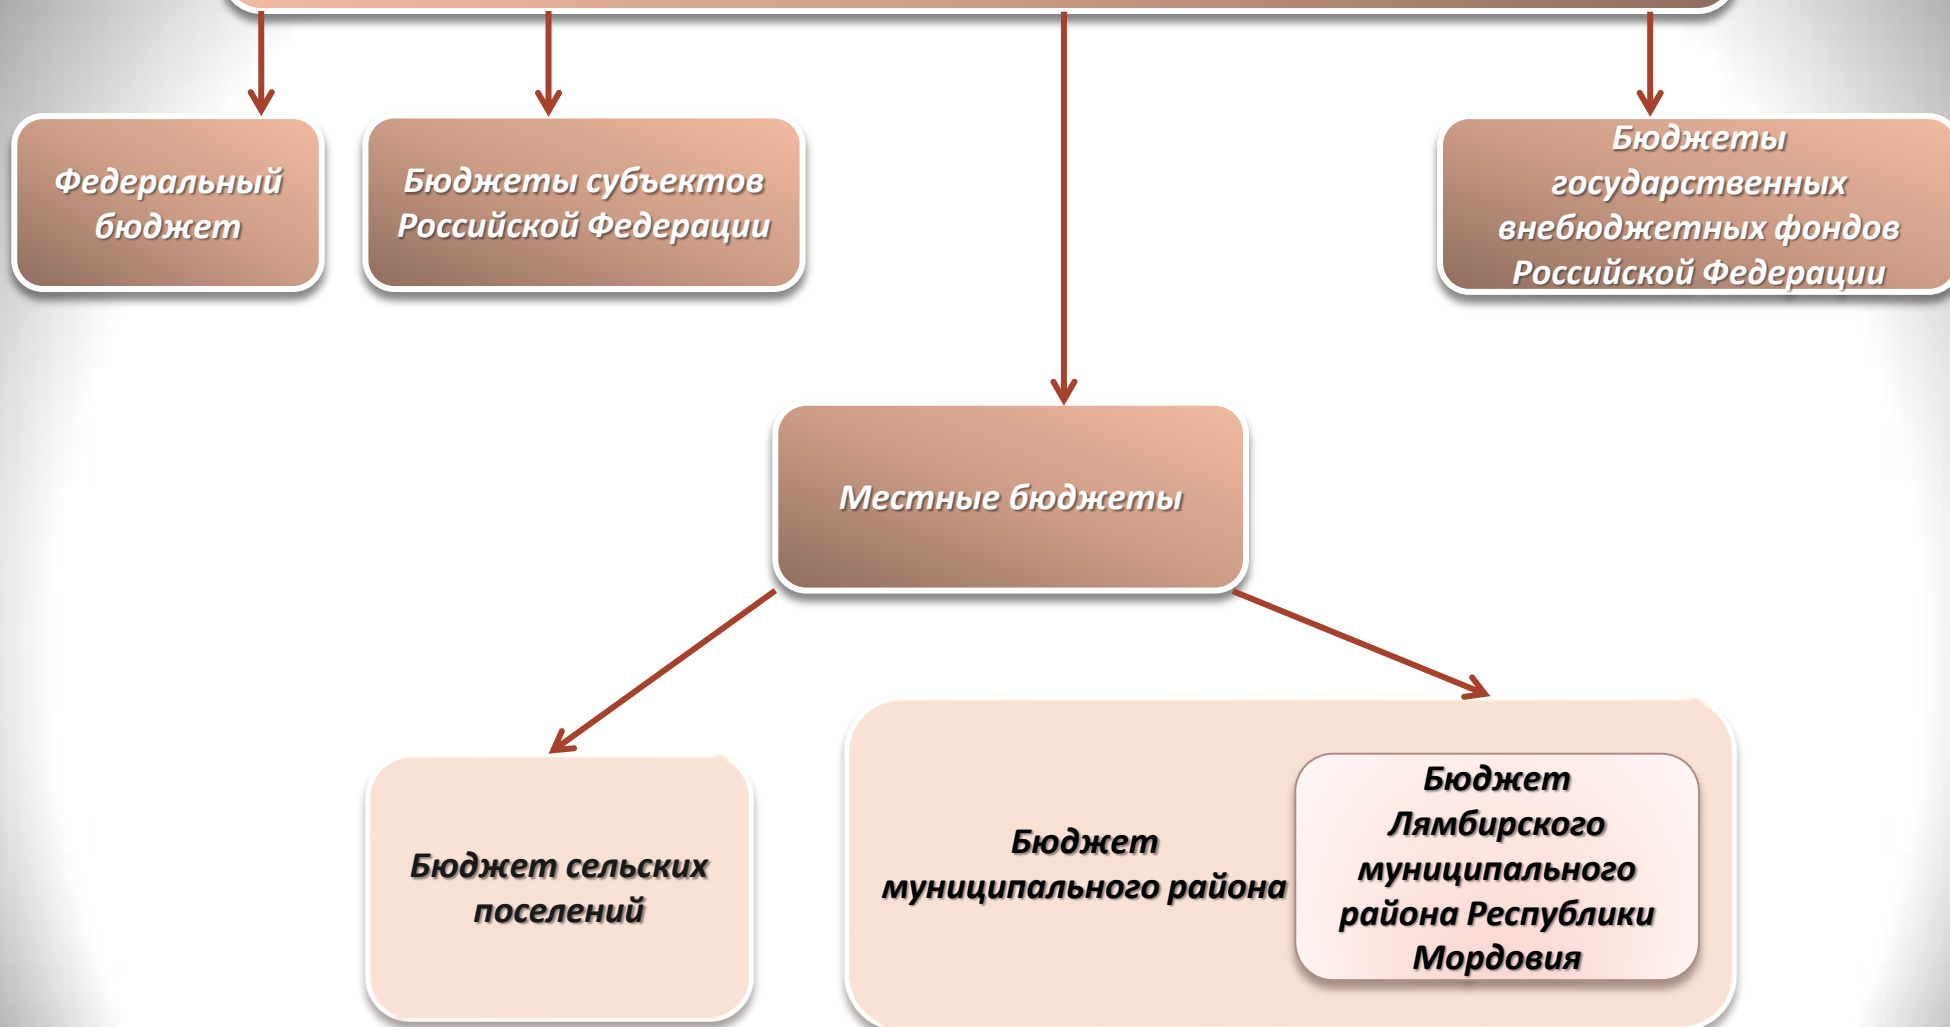 Федеральный
бюджет
Бюджеты субъектов
Российской Федерации
Бюджеты
государственных
внебюджетных фондов
Российской Федерации
Местные бюджеты
Бюджет сельских
поселений
Бюджет
муниципального района
Бюджет
Лямбирского
муниципального
района Республики
Мордовия